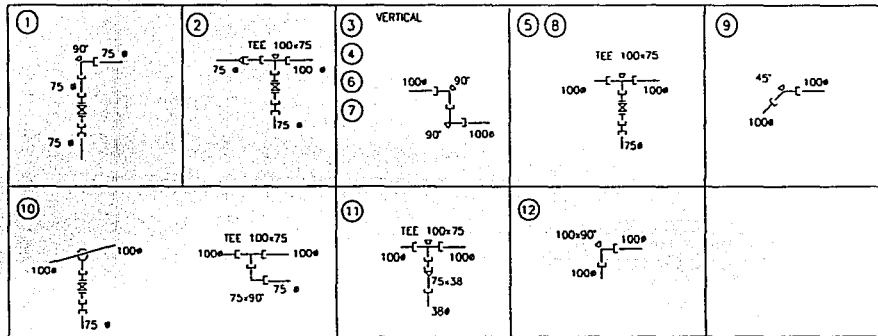 1
90° 75 ø
75 ø
75 ø
2
TEE 100x75
75 ø 100 ø
75 ø
3 VERTICAL
4
6
7
100ø 90°
90° 100ø
5 8
TEE 100x75
100ø 100ø
75ø
9
45° 100ø
100ø
10
100ø 100ø
75 ø
TEE 100x75
100ø 100ø
75 ø
75x90°
11
TEE 100x75
100ø 100ø
75x38
38ø
12
100x90°
100ø
100ø